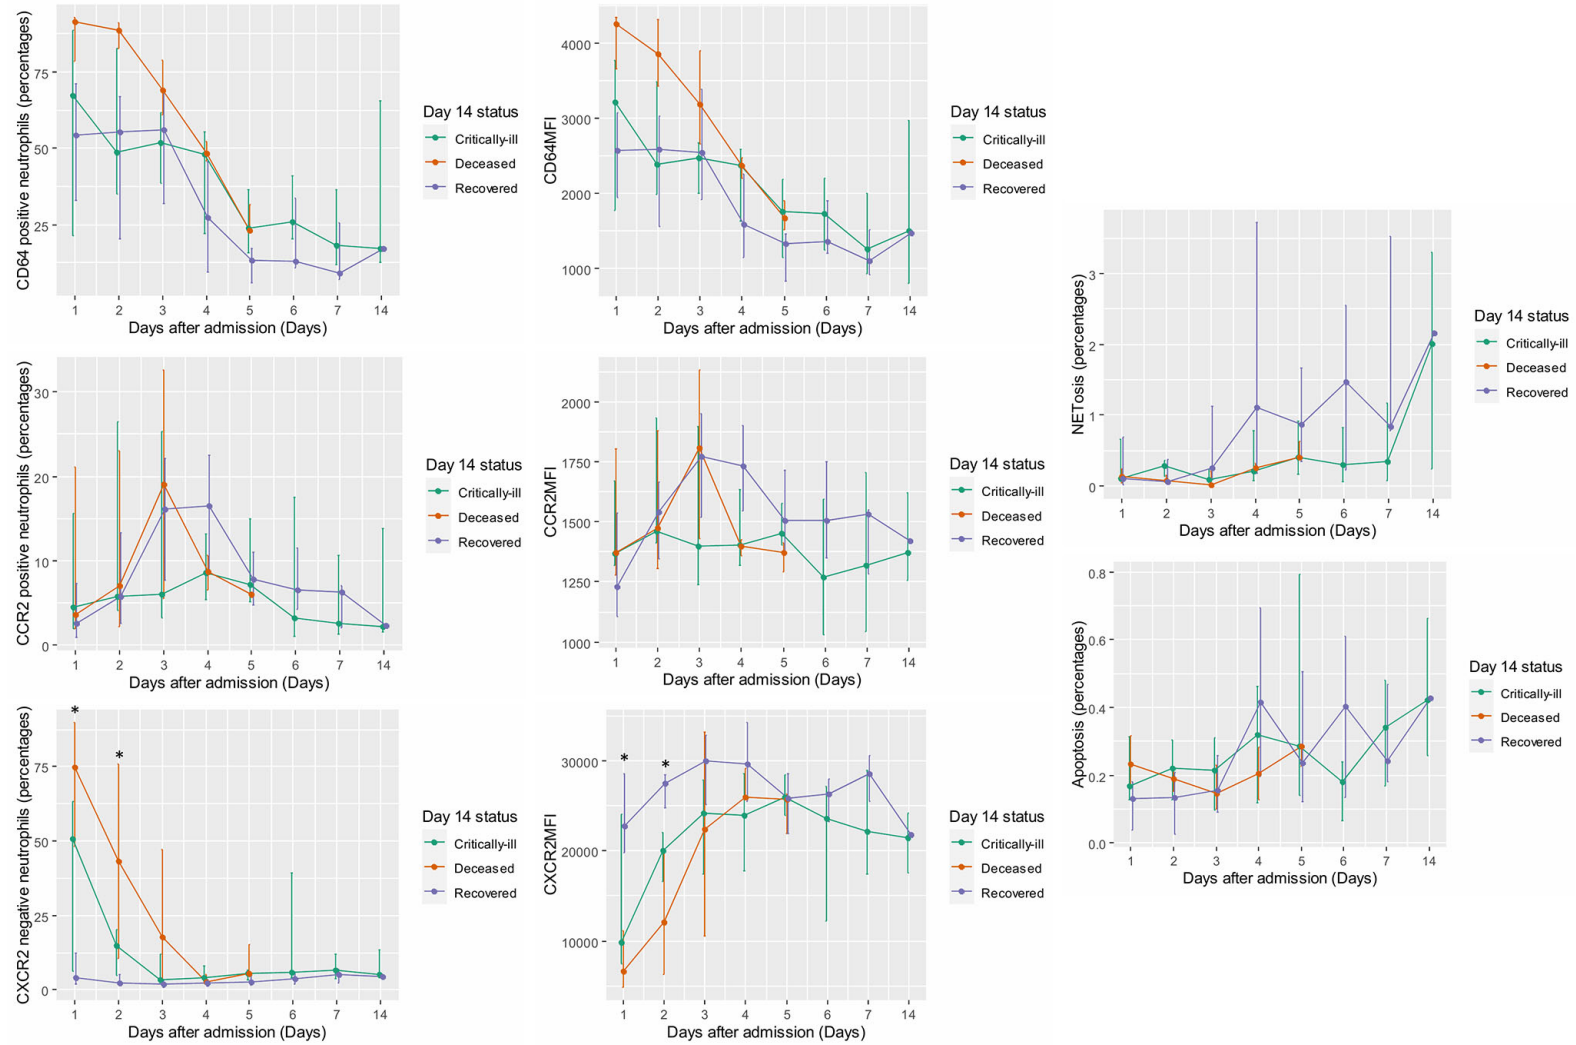 CD64 positive neutrophils (percentages)
75
50
25
1 2 3 4 5 6 7 14
Days after admission (Days)
Day 14 status
Critically-ill
Deceased
Recovered
CD64MFI
4000
3000
2000
1000
1 2 3 4 5 6 7 14
Days after admission (Days)
Day 14 status
Critically-ill
Deceased
Recovered
CCR2 positive neutrophils (percentages)
30
20
10
0
1 2 3 4 5 6 7 14
Days after admission (Days)
Day 14 status
Critically-ill
Deceased
Recovered
CCR2MFI
2000
1750
1500
1250
1000
1 2 3 4 5 6 7 14
Days after admission (Days)
Day 14 status
Critically-ill
Deceased
Recovered
CXCR2 negative neutrophils (percentages)
*
*
75
50
25
0
1 2 3 4 5 6 7 14
Days after admission (Days)
Day 14 status
Critically-ill
Deceased
Recovered
CXCR2MFI
*
*
30000
20000
10000
1 2 3 4 5 6 7 14
Days after admission (Days)
Day 14 status
Critically-ill
Deceased
Recovered
NETosis (percentages)
3
2
1
0
1 2 3 4 5 6 7 14
Days after admission (Days)
Day 14 status
Critically-ill
Deceased
Recovered
Apoptosis (percentages)
0.8
0.6
0.4
0.2
0.0
1 2 3 4 5 6 7 14
Days after admission (Days)
Day 14 status
Critically-ill
Deceased
Recovered